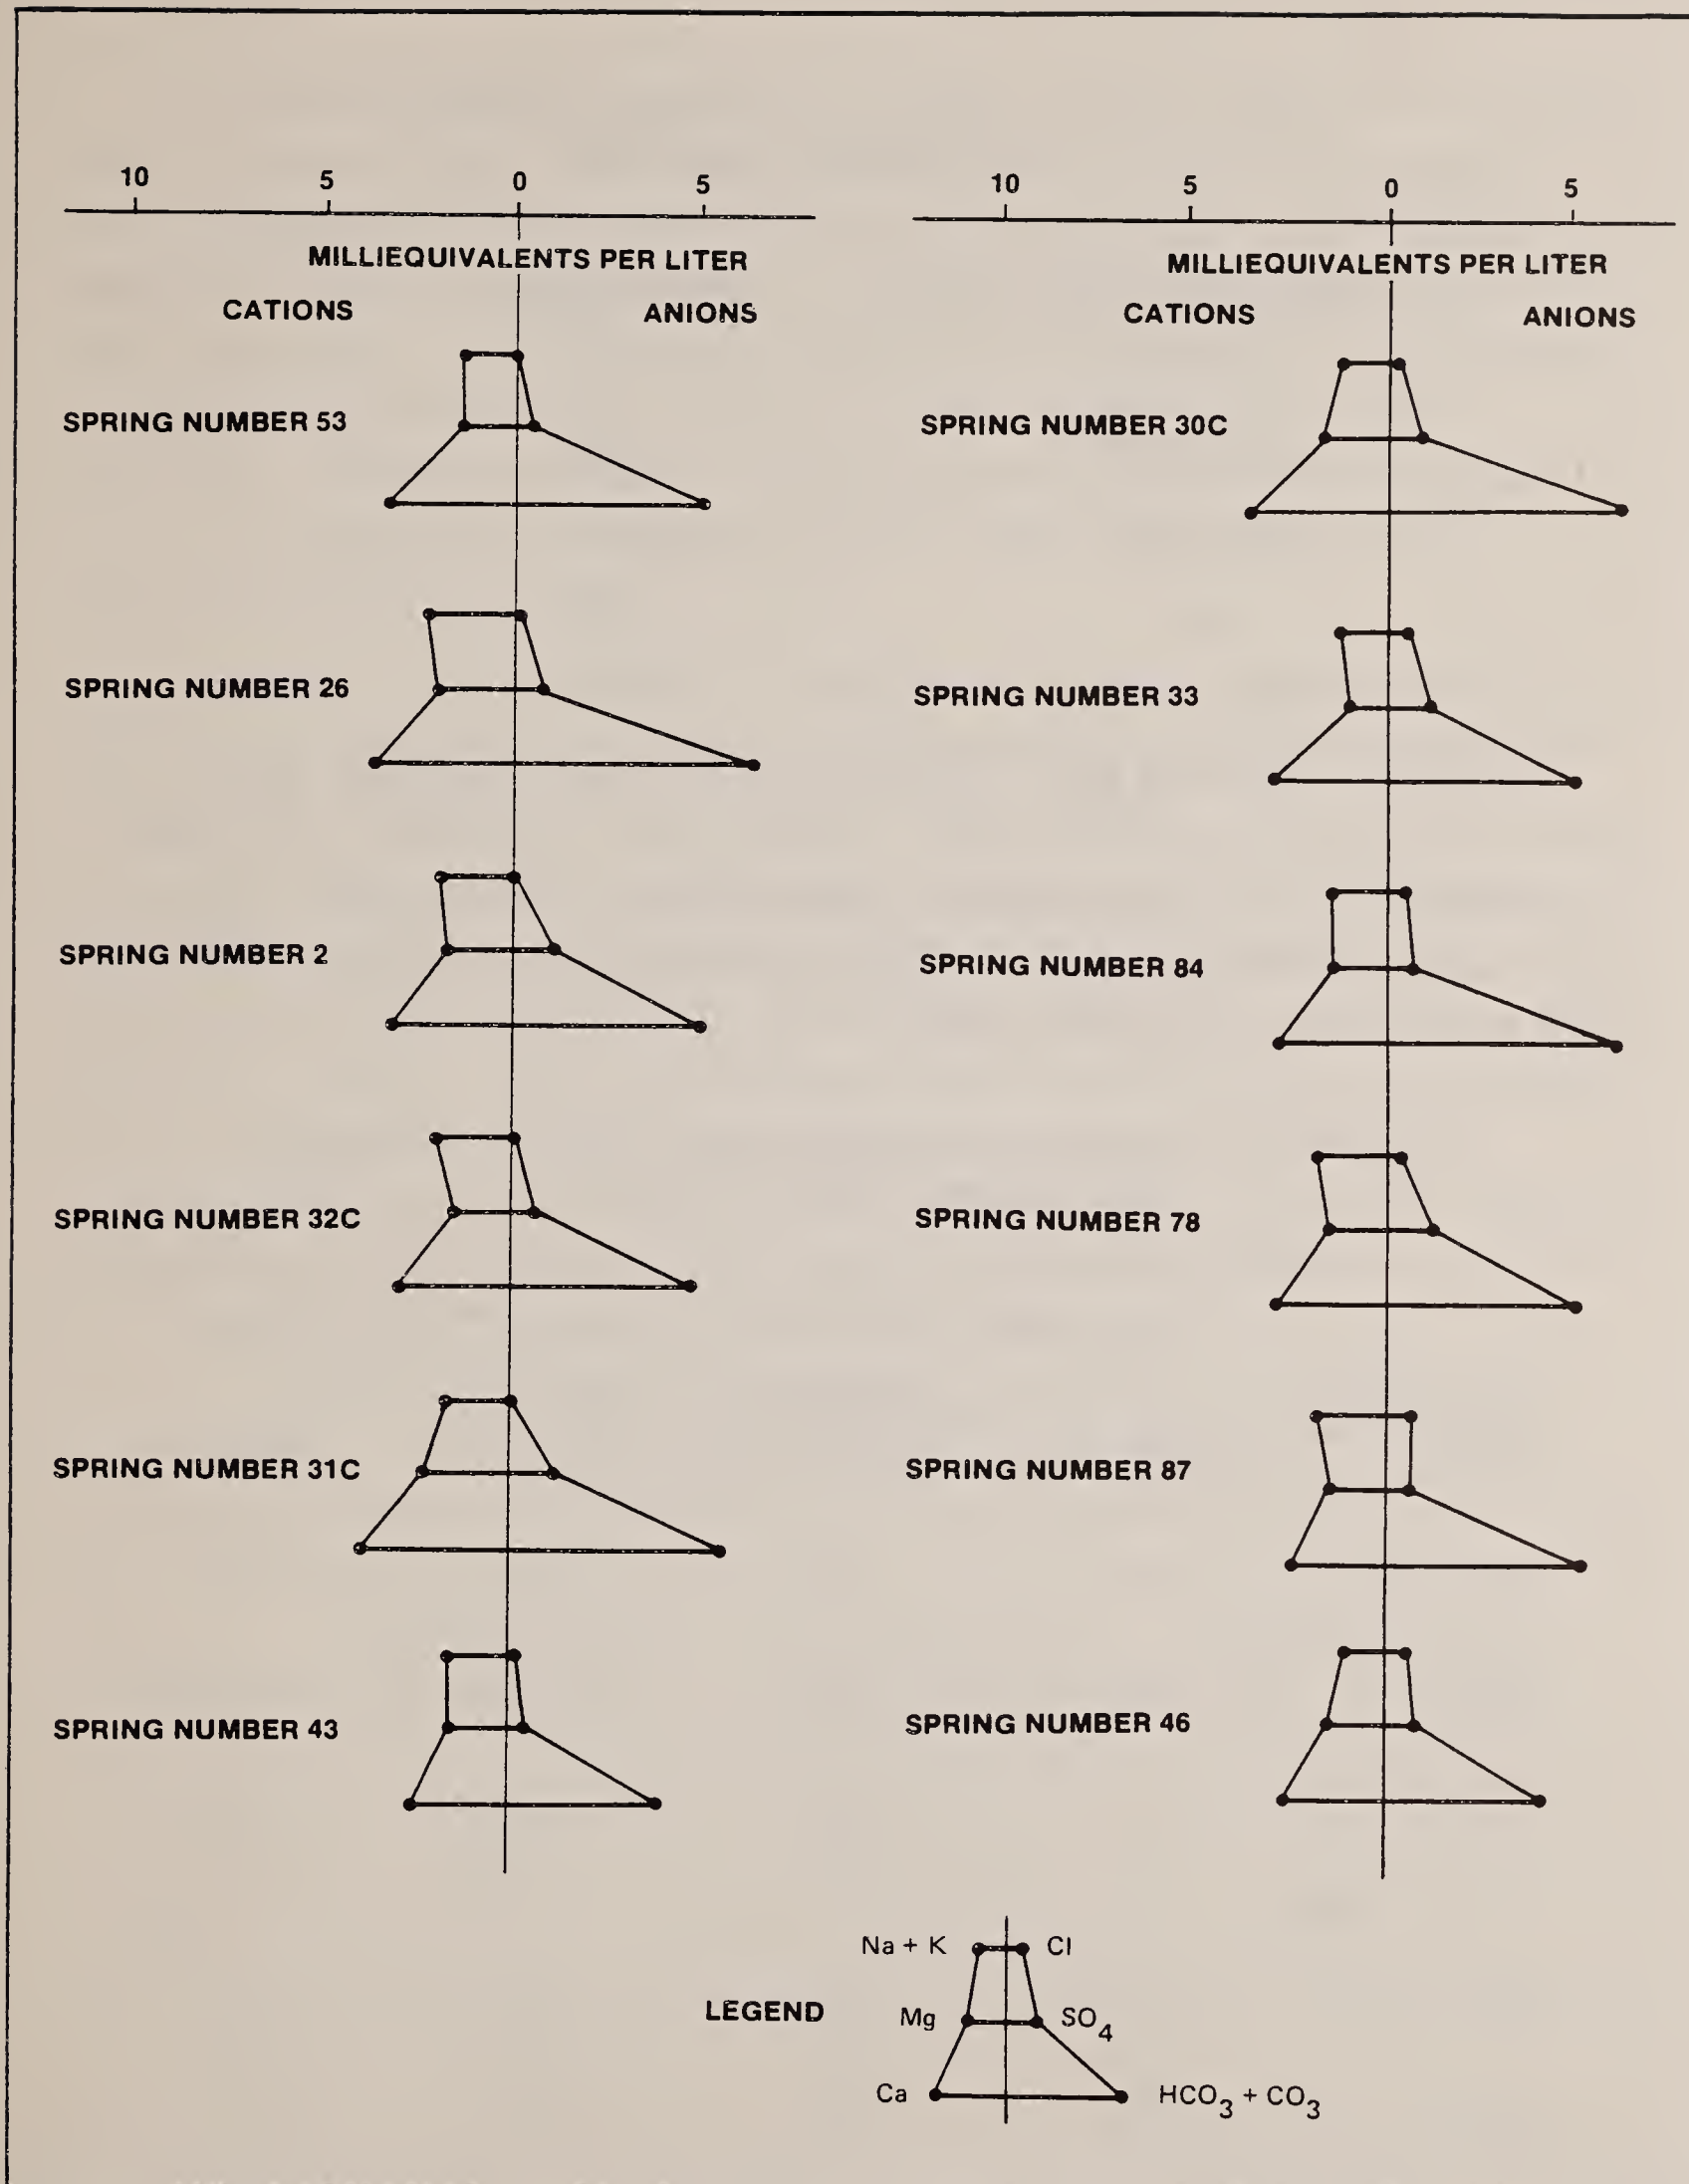 10 5 0 5
MILLIEQUIVALENTS PER LITER
CATIONS ANIONS
SPRING NUMBER 53
SPRING NUMBER 26
SPRING NUMBER 2
SPRING NUMBER 32C
SPRING NUMBER 31C
SPRING NUMBER 43
10 5 0 5
MILLIEQUIVALENTS PER LITER
CATIONS ANIONS
SPRING NUMBER 30C
SPRING NUMBER 33
SPRING NUMBER 84
SPRING NUMBER 78
SPRING NUMBER 87
SPRING NUMBER 46
LEGEND
Na + K Cl
Mg SO4
Ca HCO3 + CO3